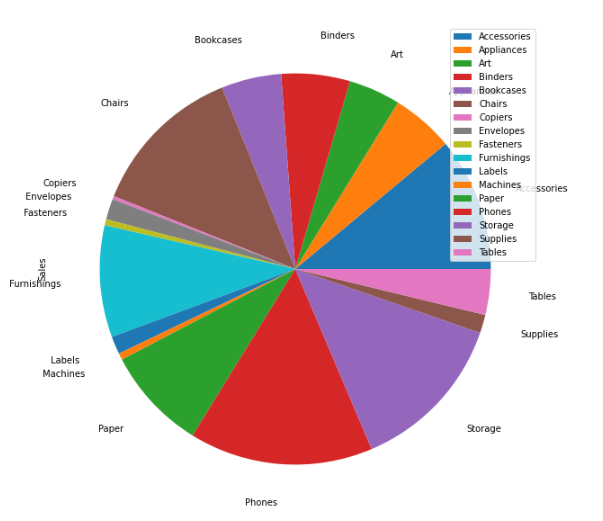 Binders
Bookcases
Art
Chairs
Copiers
Envelopes
Fasteners
Sales
Furnishings
Labels
Machines
Paper
Phones
Storage
Supplies
Tables
Accessories
Accessories
Appliances
Art
Binders
Bookcases
Chairs
Copiers
Envelopes
Fasteners
Furnishings
Labels
Machines
Paper
Phones
Storage
Supplies
Tables